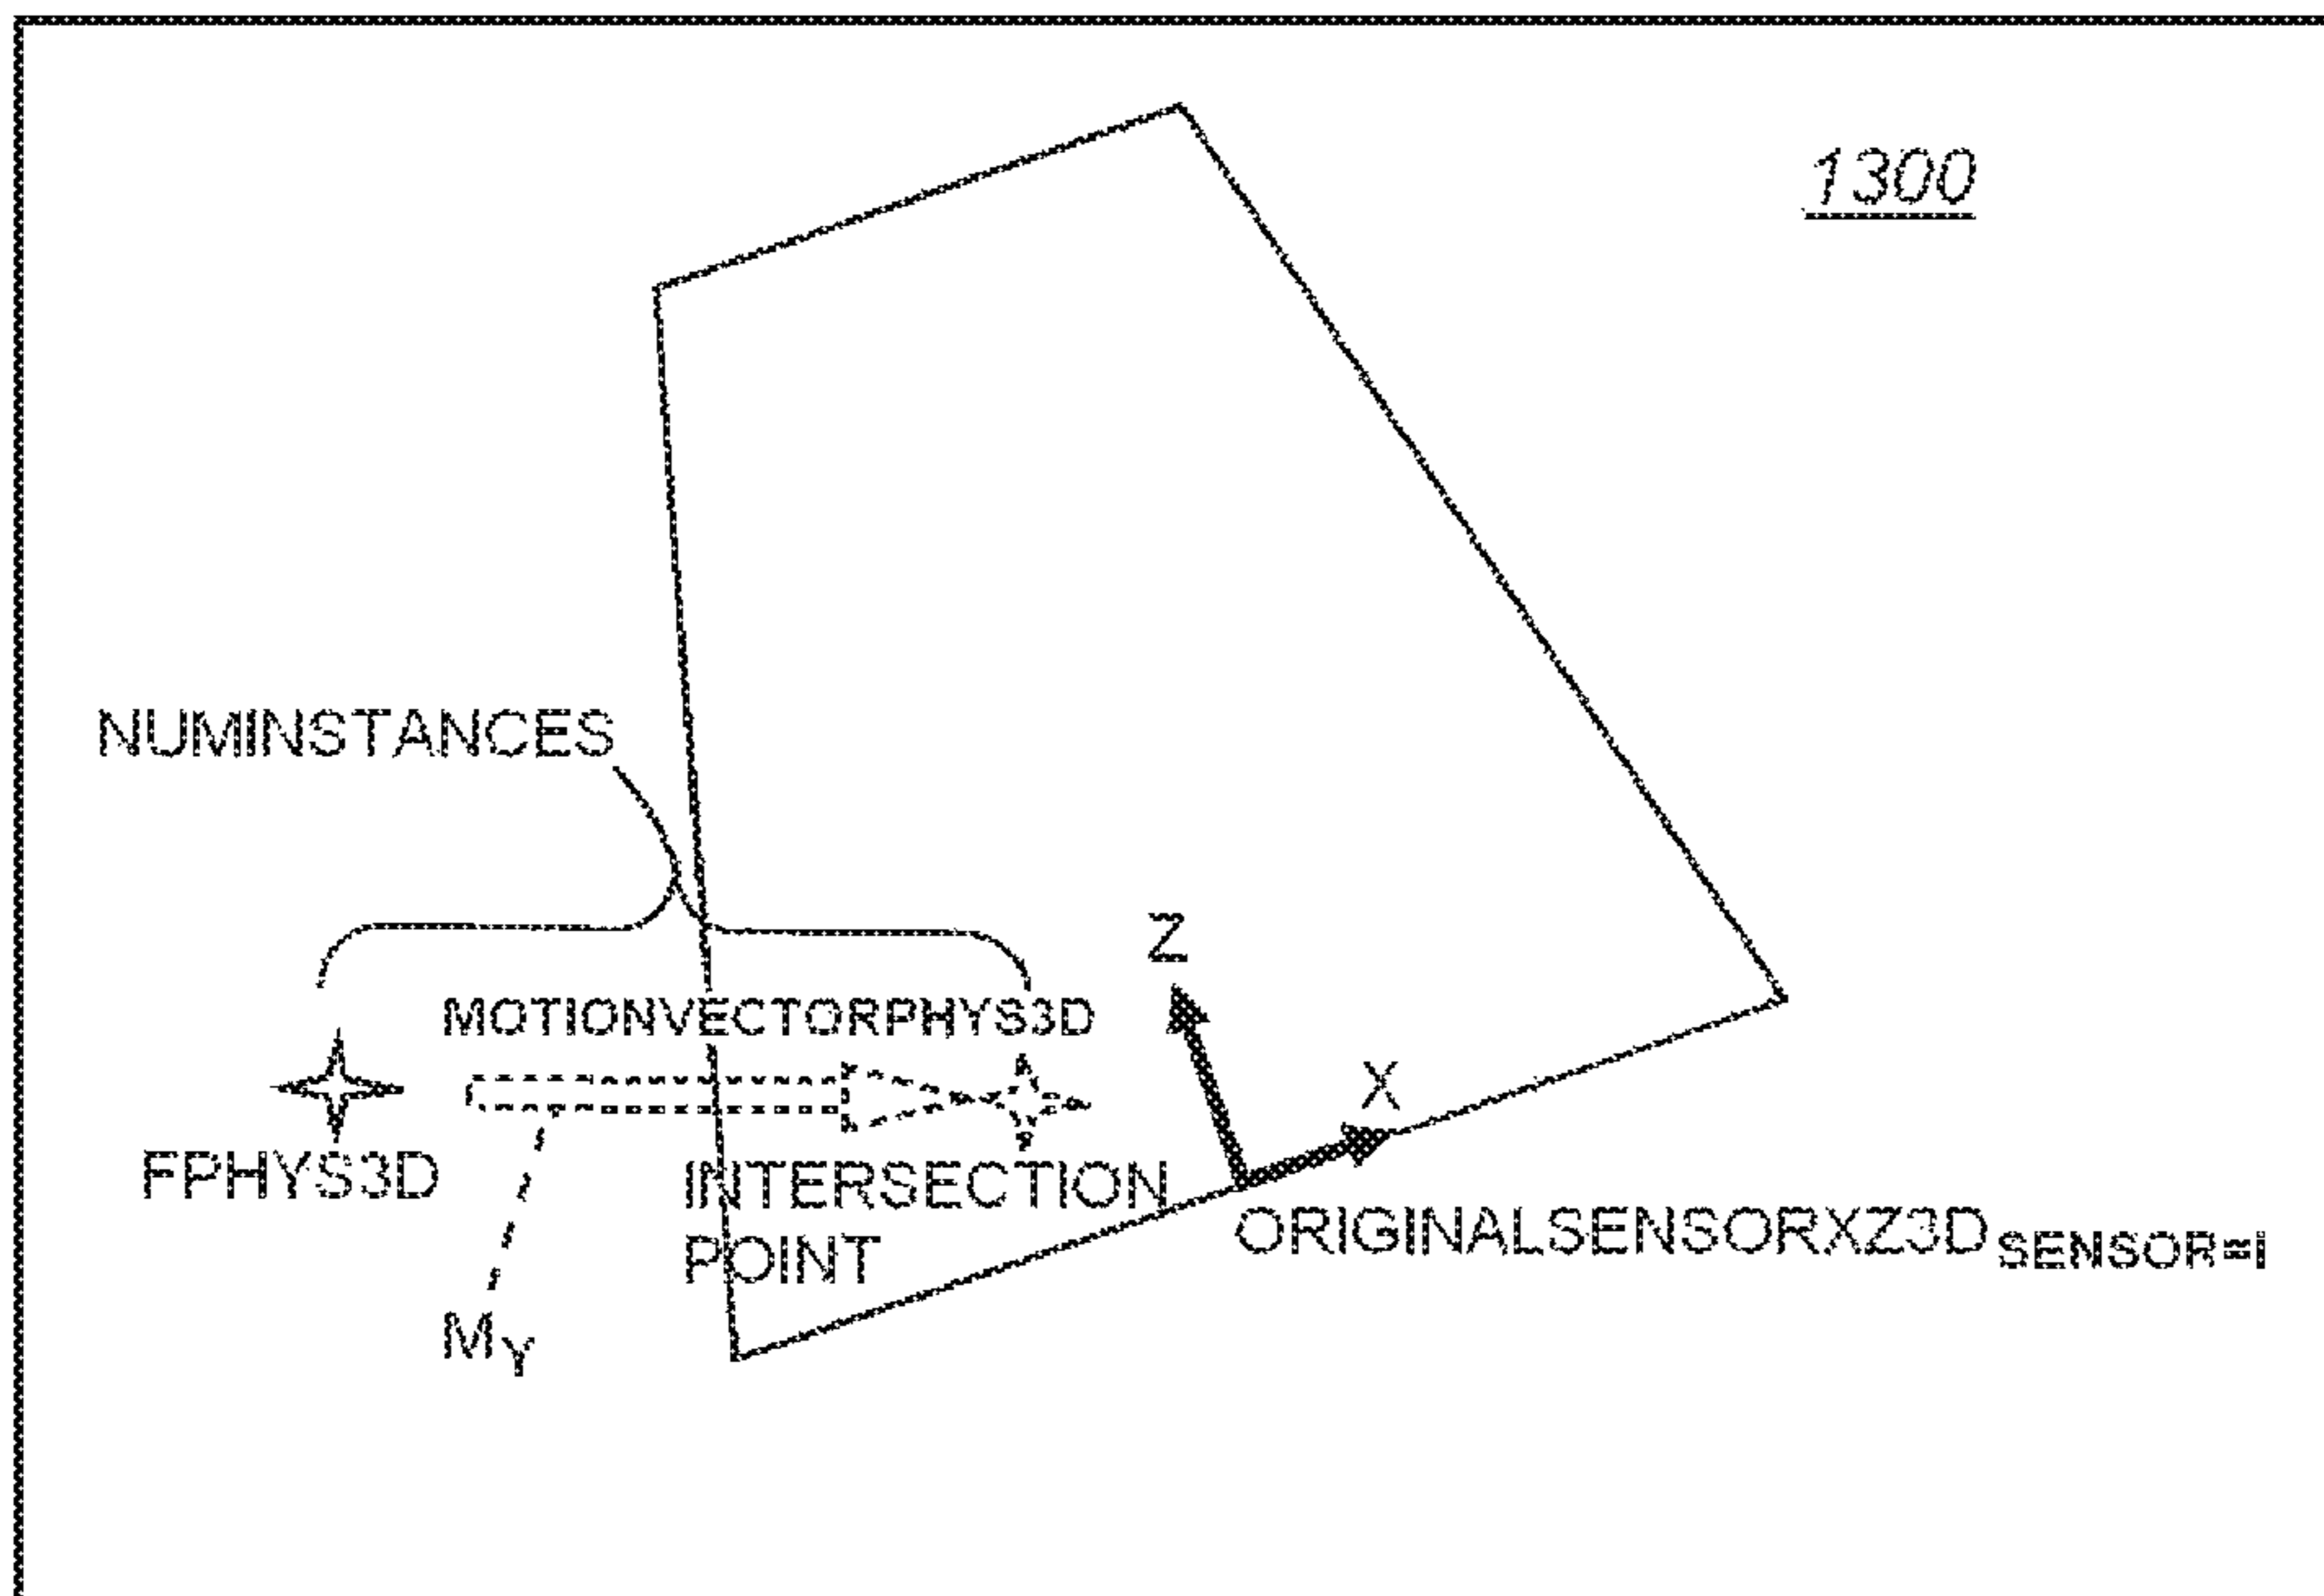 1300
NUMINSTANCES
Z
MOTIONVECTORPHYS3D
X
FPHYS3D
INTERSECTION
POINT
ORIGINALSENSORXZ3D SENSOR=I
MY